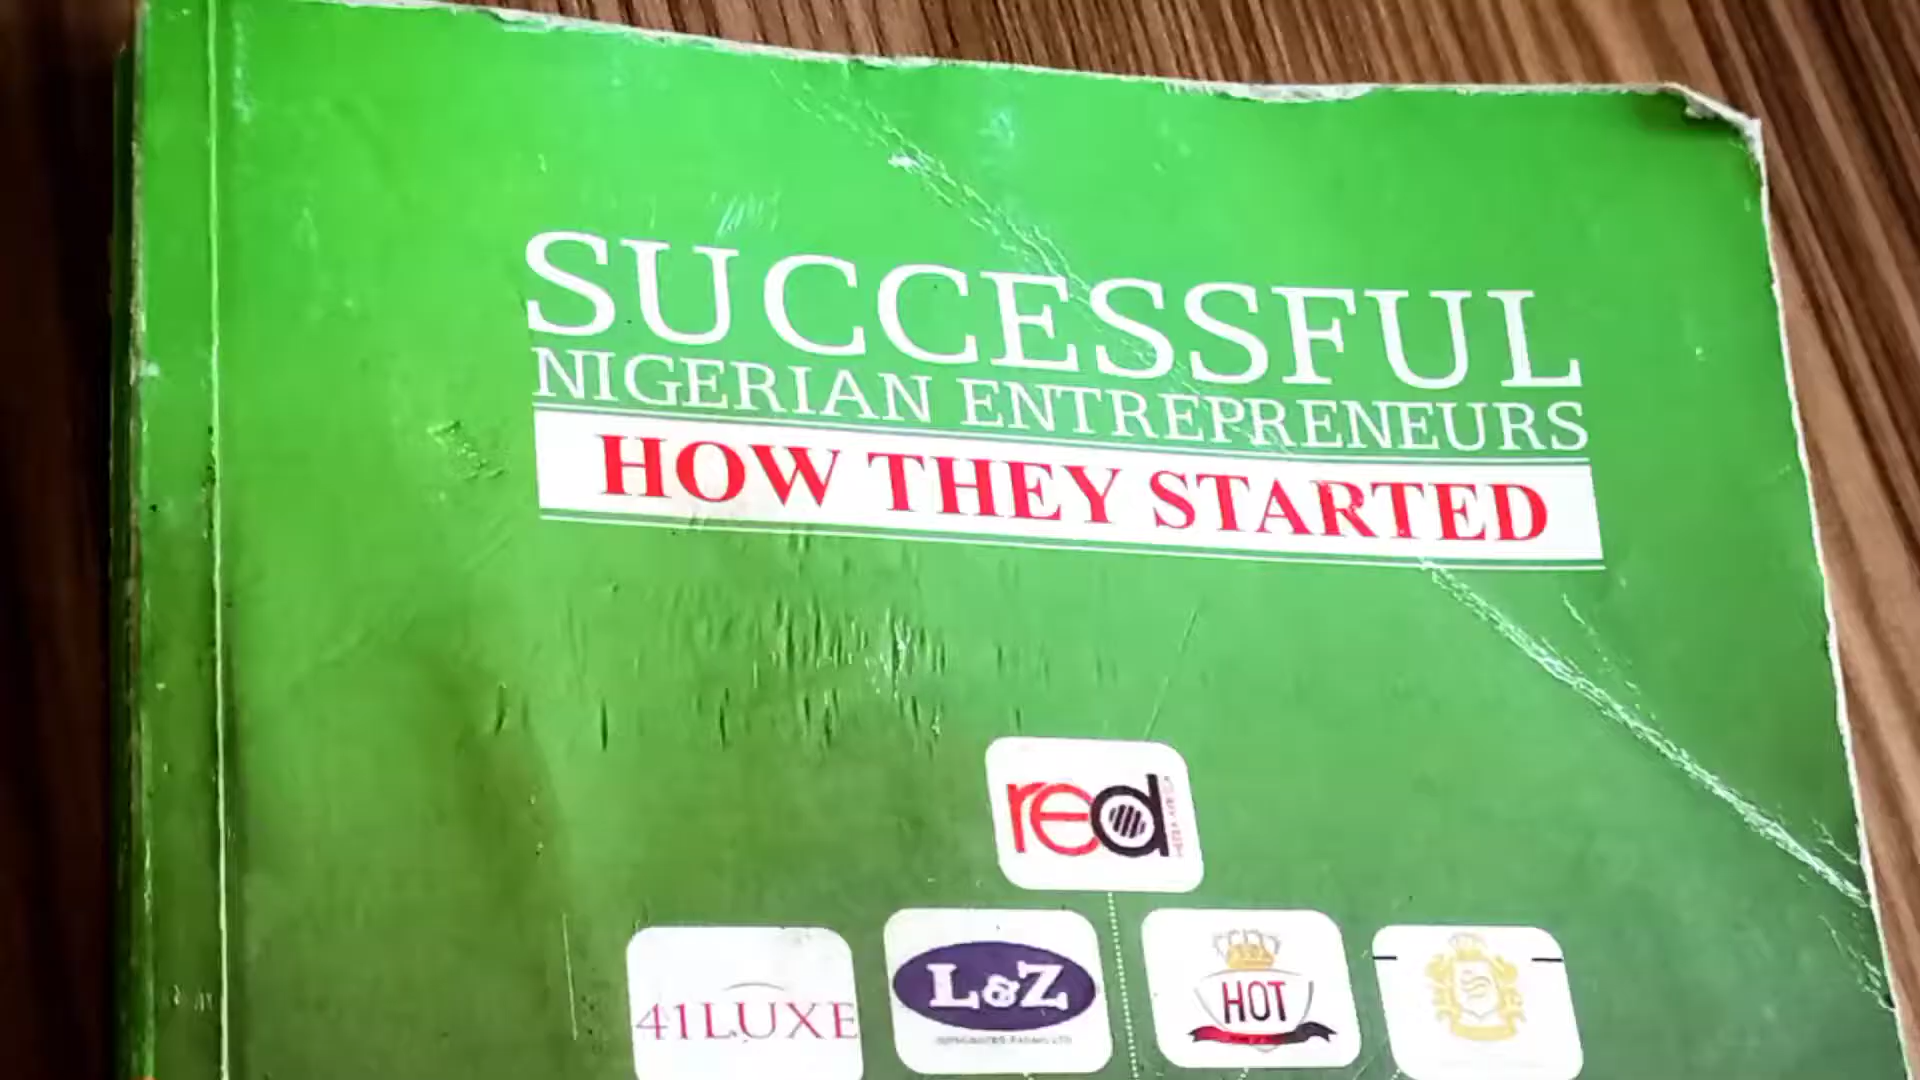 SUCCESSFUL
NIGERIAN ENTREPRENEURS
HOW THEY STARTED
red
41LUXE
L&Z
HOT